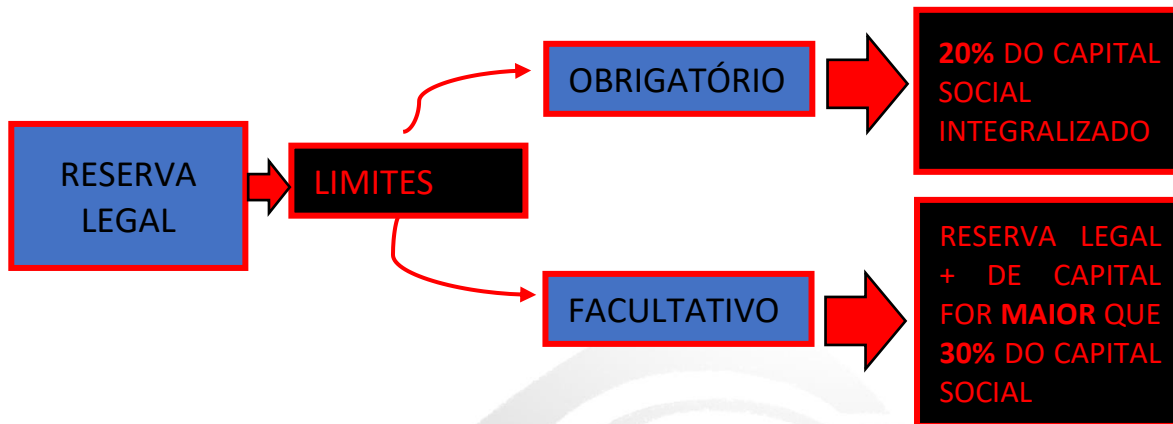 RESERVA
LEGAL
LIMITES
OBRIGATÓRIO
20% DO CAPITAL
SOCIAL
INTEGRALIZADO
FACULTATIVO
RESERVA LEGAL
+ DE CAPITAL
FOR MAIOR QUE
30% DO CAPITAL
SOCIAL